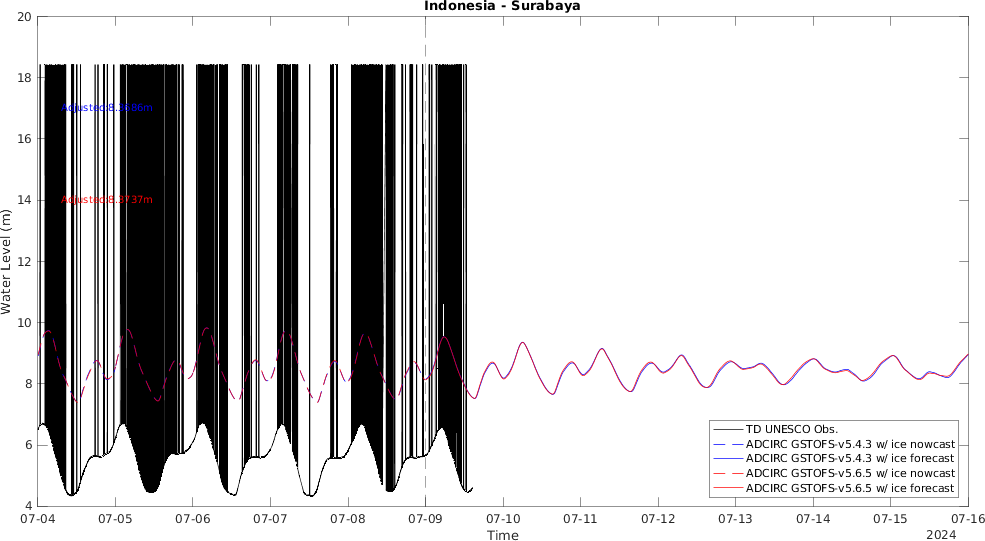 Indonesia - Surabaya
20
18
16
14
12
10
8
6
4
Water Level (m)
Adjusted:8.3737m
07-04
07-05
07-06
07-07
07-08
07-09
07-10
07-11
07-12
07-13
07-14
07-15
07-16
Time
2024
TD UNESCO Obs.
ADCIRC GSTOFS-v5.4.3 w/ ice nowcast
ADCIRC GSTOFS-v5.4.3 w/ ice forecast
ADCIRC GSTOFS-v5.6.5 w/ ice nowcast
ADCIRC GSTOFS-v5.6.5 w/ ice forecast